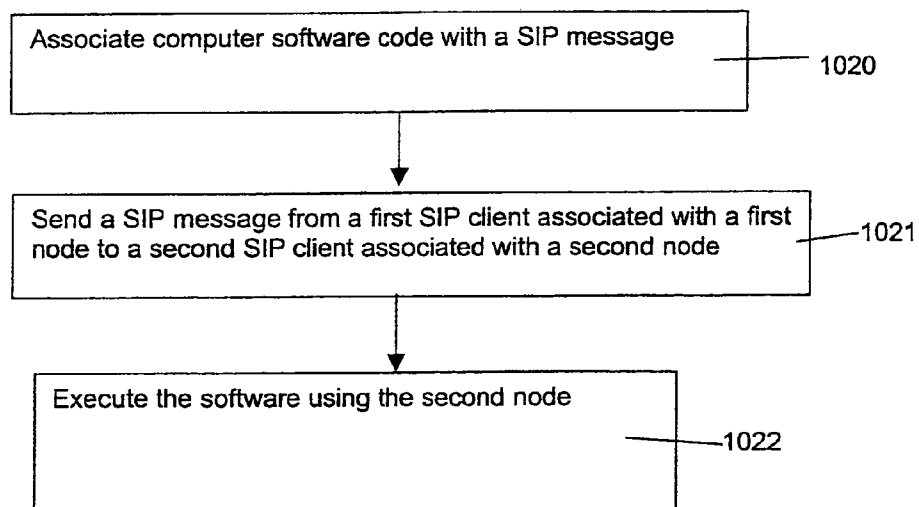 Associate computer software code with a SIP message
1020
Send a SIP message from a first SIP client associated with a first
node to a second SIP client associated with a second node
1021
Execute the software using the second node
1022